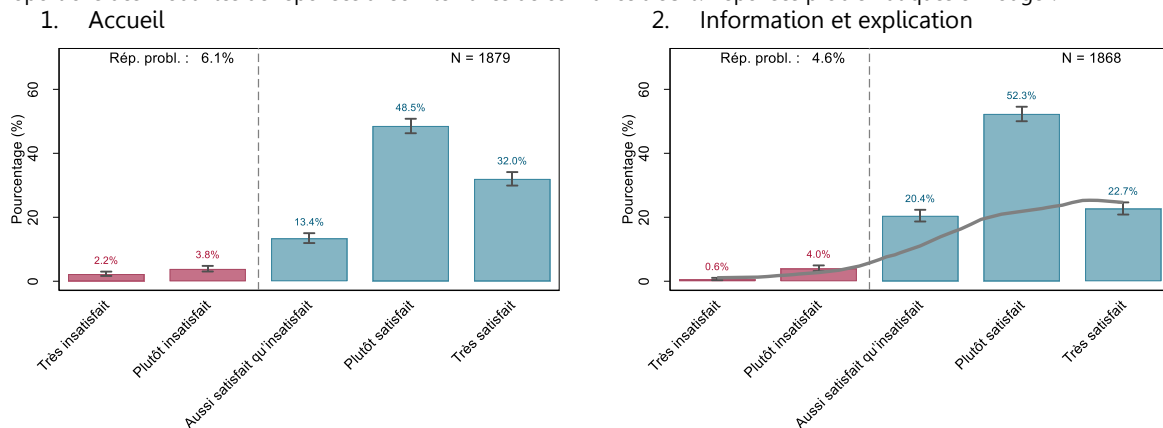 1. Accueil
Rép. probl. : 6.1%
N = 1879
Pourcentage (%)
0
20
40
60
2.2%
3.8%
13.4%
48.5%
32.0%
Très insatisfait
Plutôt insatisfait
Aussi satisfait qu'insatisfait
Plutôt satisfait
Très satisfait
2. Information et explication
Rép. probl. : 4.6%
N = 1868
Pourcentage (%)
0
20
40
60
0.6%
4.0%
20.4%
52.3%
22.7%
Très insatisfait
Plutôt insatisfait
Aussi satisfait qu'insatisfait
Plutôt satisfait
Très satisfait